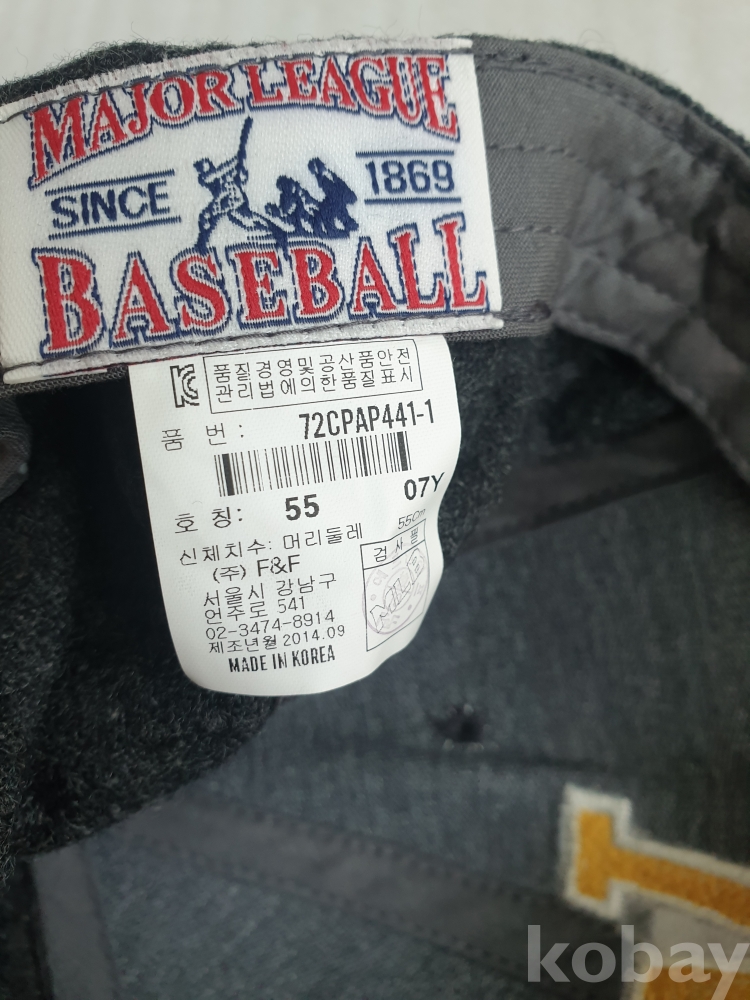 MAJOR LEAGUE
SINCE 1869
BASEBALL
품질경영및공산품안전
관리법에의한품질표시
품 번 : 72CPAP441-1
07Y
호 칭: 55
55cm
신체치수: 머리둘레
검 사 필
MLB
(주) F&F
서울시 강남구
언주로 541
02-3474-8914
제조년월 2014.09
MADE IN KOREA
kobay